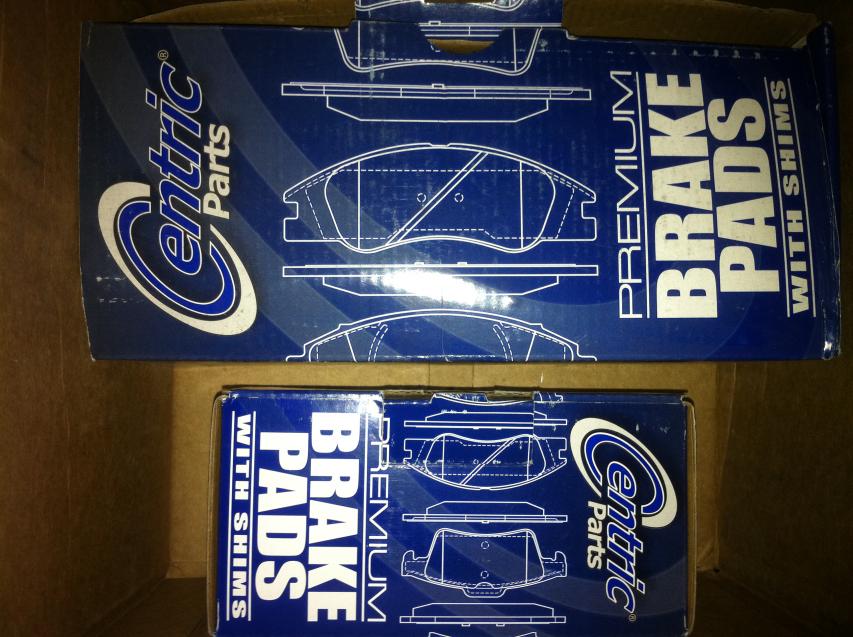 Centric®
Parts
PREMIUM
BRAKE
PADS
WITH SHIMS
Centric®
Parts
PREMIUM
BRAKE
PADS
WITH SHIMS